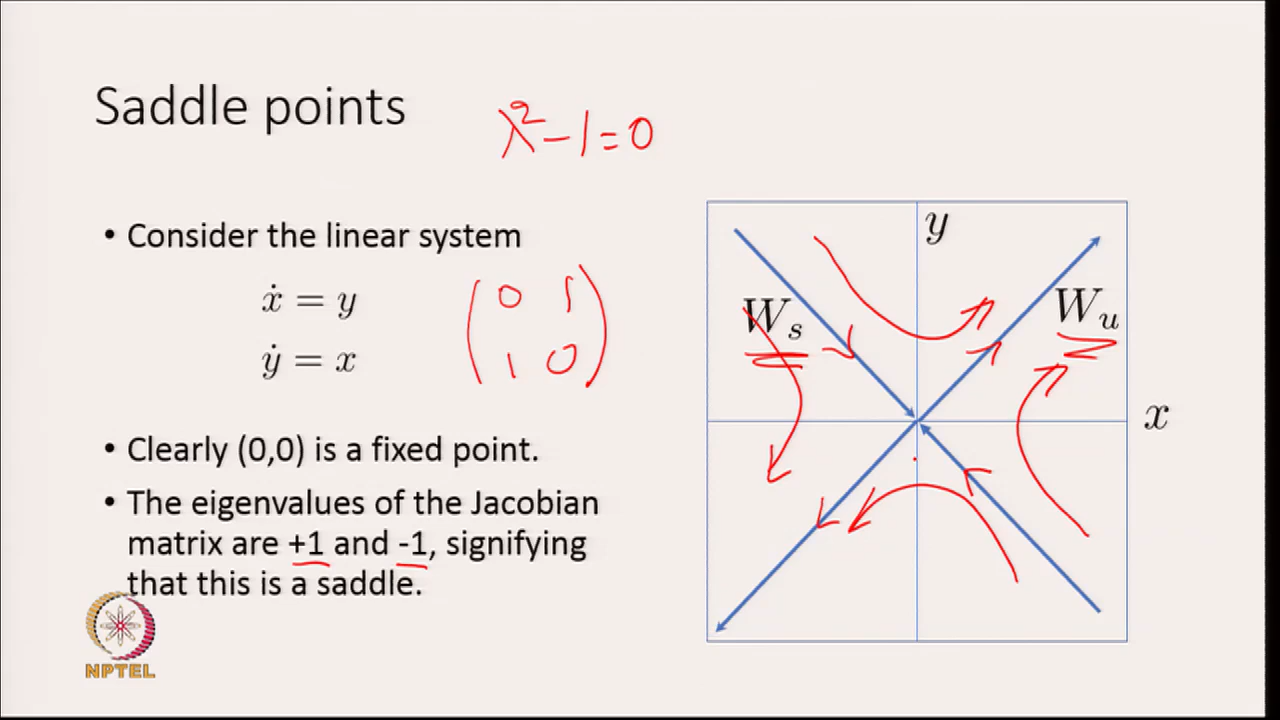 Saddle points
λ² - 1 = 0
• Consider the linear system
ẋ = y
ẏ = x
0 1
1 0
• Clearly (0,0) is a fixed point.
• The eigenvalues of the Jacobian
matrix are +1 and -1, signifying
that this is a saddle.
y
W_s
W_u
x
NPTEL